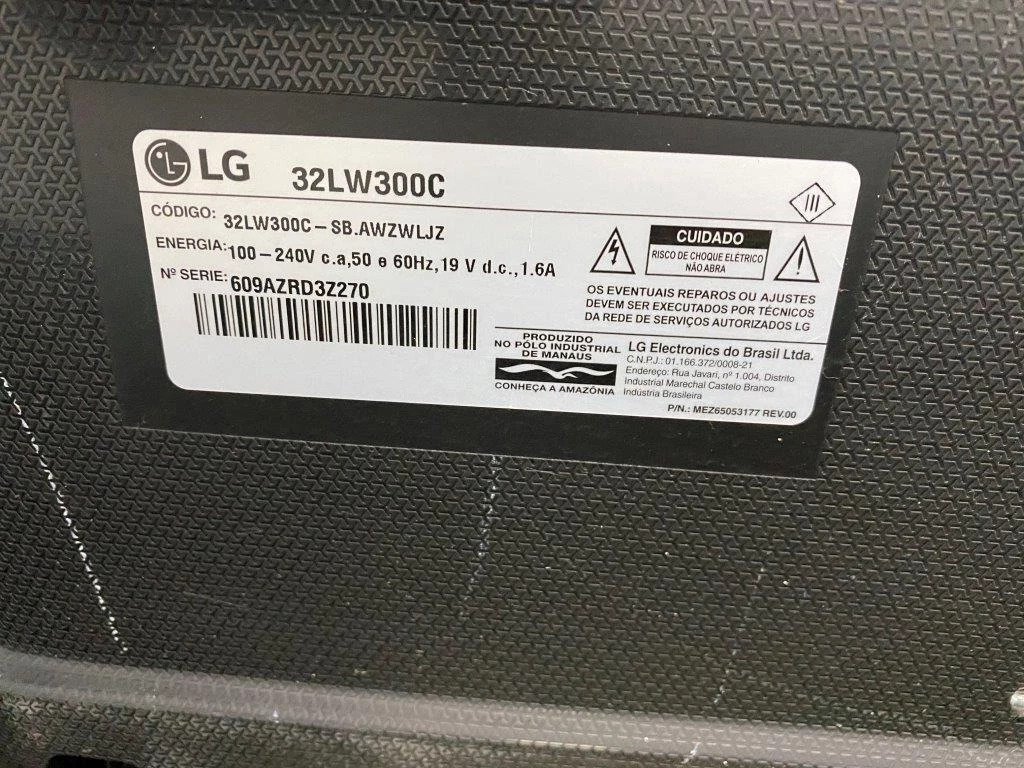 LG 32LW300C
CÓDIGO: 32LW300C-SB.AWZWLJZ
ENERGIA: 100-240V c.a,50 e 60Hz,19 V d.c.,1.6A
Nº SERIE: 609AZRD3Z270
CUIDADO
RISCO DE CHOQUE ELÉTRICO
NÃO ABRA
OS EVENTUAIS REPAROS OU AJUSTES
DEVEM SER EXECUTADOS POR TÉCNICOS
DA REDE DE SERVIÇOS AUTORIZADOS LG
PRODUZIDO
NO PÓLO INDUSTRIAL
DE MANAUS
CONHEÇA A AMAZÔNIA
LG Electronics do Brasil Ltda.
C.N.P.J.: 01.166.372/0008-21
Endereço: Rua Javari, nº 1.004, Distrito
Industrial Marechal Castelo Branco
Indústria Brasileira
P/N.: MEZ65053177 REV.00